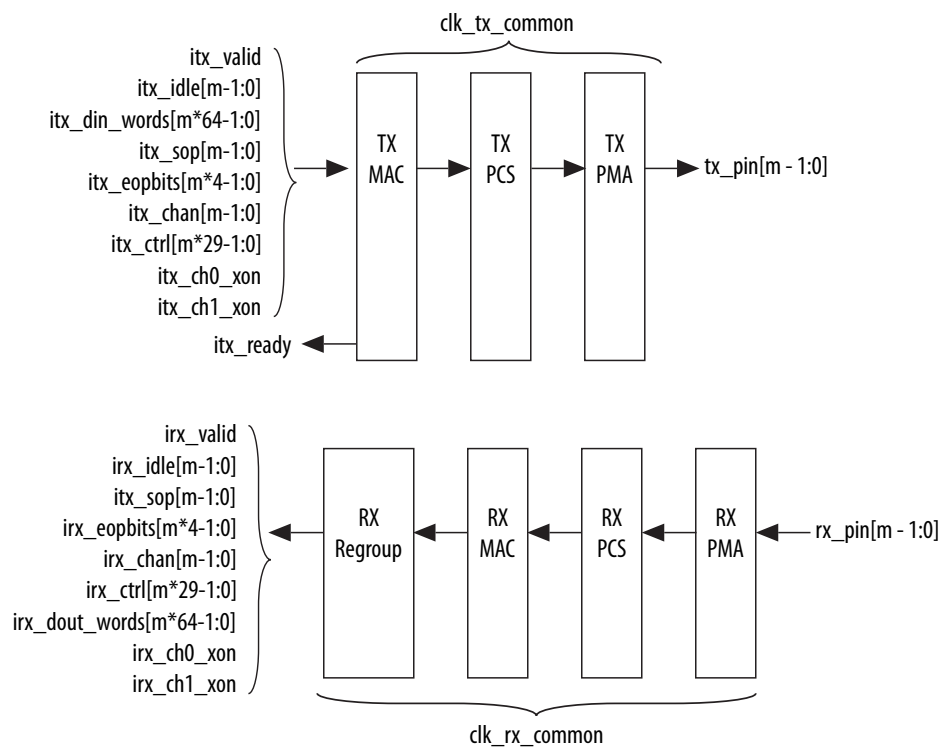 clk_tx_common
itx_valid
itx_idle[m-1:0]
itx_din_words[m*64-1:0]
itx_sop[m-1:0]
itx_eopbits[m*4-1:0]
itx_chan[m-1:0]
itx_ctrl[m*29-1:0]
itx_ch0_xon
itx_ch1_xon
itx_ready
TX
MAC
TX
PCS
TX
PMA
tx_pin[m - 1:0]
irx_valid
irx_idle[m-1:0]
itx_sop[m-1:0]
irx_eopbits[m*4-1:0]
irx_chan[m-1:0]
irx_ctrl[m*29-1:0]
irx_dout_words[m*64-1:0]
irx_ch0_xon
irx_ch1_xon
RX
Regroup
RX
MAC
RX
PCS
RX
PMA
rx_pin[m - 1:0]
clk_rx_common